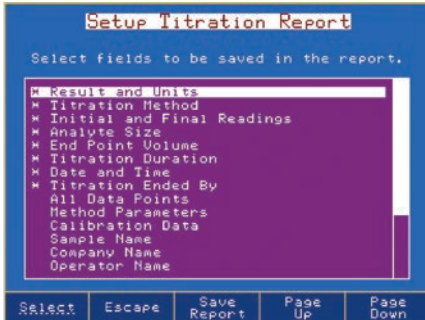 Setup Titration Report
Select fields to be saved in the report.
* Result and Units
* Titration Method
* Initial and Final Readings
* Analyte Size
* End Point Volume
* Titration Duration
* Date and Time
* Titration Ended By
All Data Points
Method Parameters
Calibration Data
Sample Name
Company Name
Operator Name
Select
Escape
Save
Report
Page
Up
Page
Down